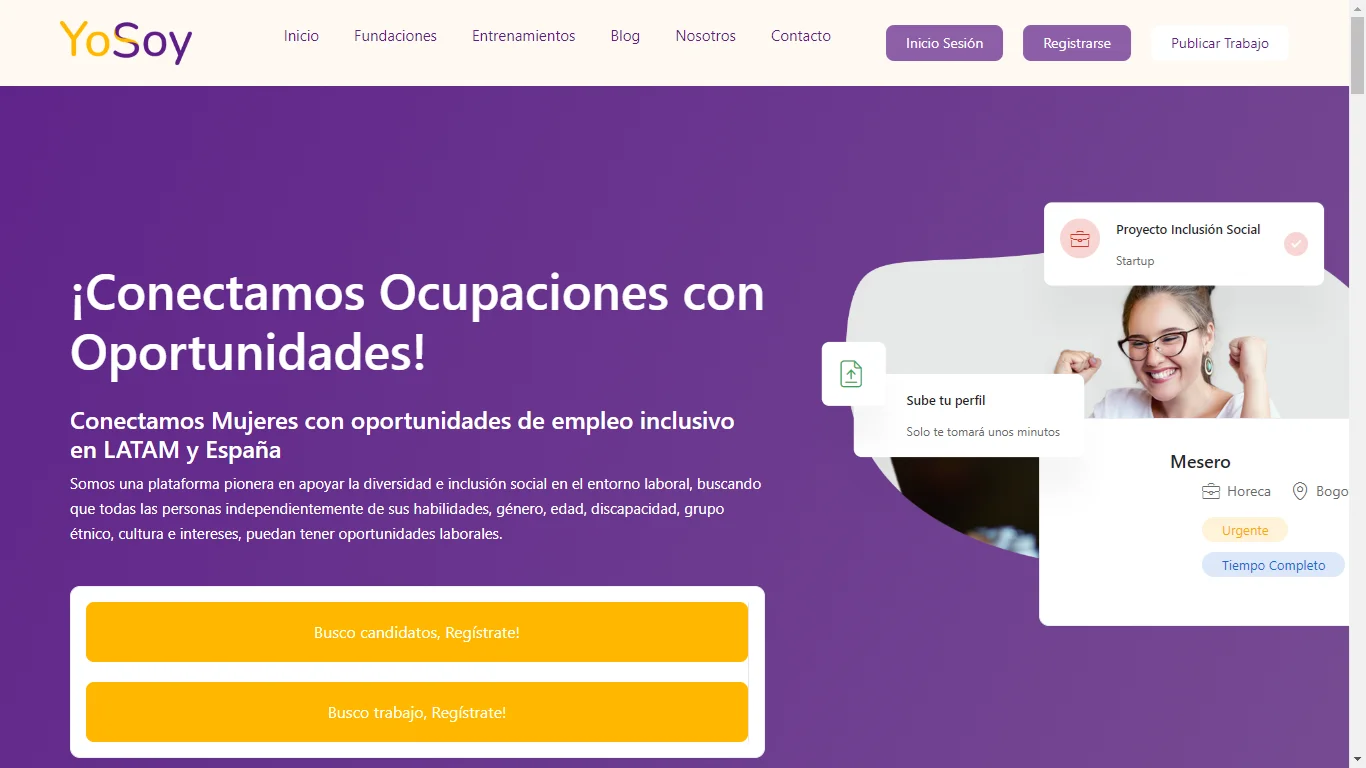 YoSoy
Inicio
Fundaciones
Entrenamientos
Blog
Nosotros
Contacto
Inicio Sesión
Registrarse
Publicar Trabajo
¡Conectamos Ocupaciones con
Oportunidades!
Conectamos Mujeres con oportunidades de empleo inclusivo
en LATAM y España
Somos una plataforma pionera en apoyar la diversidad e inclusión social en el entorno laboral, buscando
que todas las personas independientemente de sus habilidades, género, edad, discapacidad, grupo
étnico, cultura e intereses, puedan tener oportunidades laborales.
Busco candidatos, Regístrate!
Busco trabajo, Regístrate!
Proyecto Inclusión Social
Startup
Sube tu perfil
Solo te tomará unos minutos
Mesero
Horeca
Bogo
Urgente
Tiempo Completo